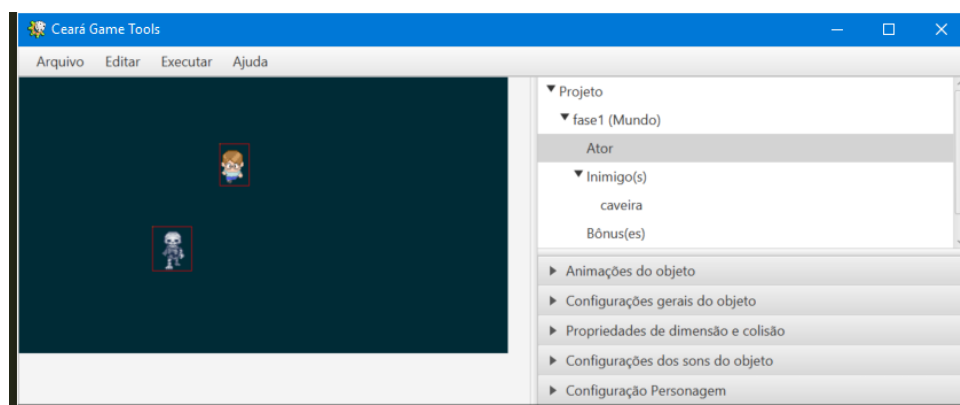 Ceará Game Tools
Arquivo Editar Executar Ajuda
Projeto
fase1 (Mundo)
Ator
Inimigo(s)
caveira
Bônus(es)
Animações do objeto
Configurações gerais do objeto
Propriedades de dimensão e colisão
Configurações dos sons do objeto
Configuração Personagem